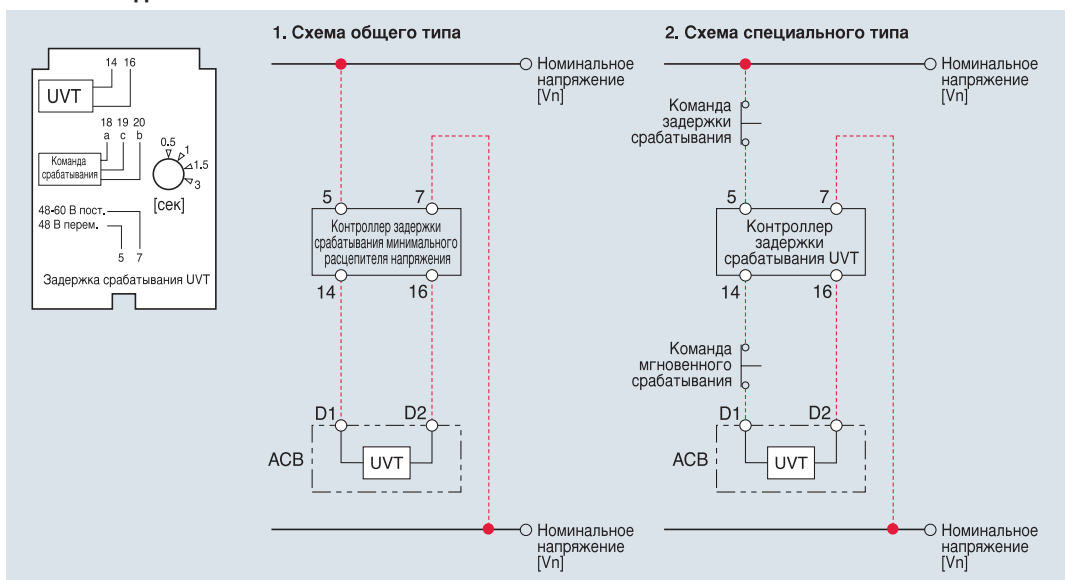 1. Схема общего типа
2. Схема специального типа
14 16
UVT
18 19 20
a c b
Команда
срабатывания
0.5
1
1.5
3
[сек]
48-60 В пост.
48 В перем.
5 7
Задержка срабатывания UVT
Номинальное
напряжение
[Vn]
5
7
Контроллер задержки
срабатывания минимального
расцепителя напряжения
14
16
D1
D2
ACB
UVT
Номинальное
напряжение
[Vn]
Номинальное
напряжение
[Vn]
Команда
задержки
срабатывания
5
7
Контроллер
задержки
срабатывания UVT
14
16
Команда
мгновенного
срабатывания
D1
D2
ACB
UVT
Номинальное
напряжение
[Vn]